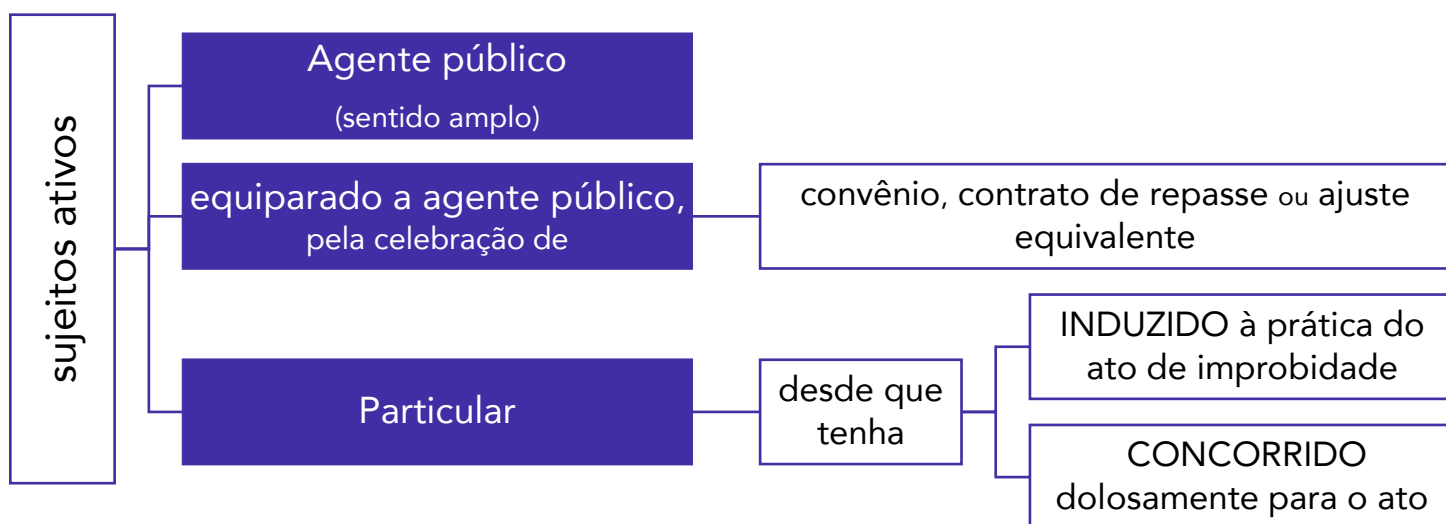 sujeitos ativos
Agente público
(sentido amplo)
equiparado a agente público,
pela celebração de
convênio, contrato de repasse ou ajuste
equivalente
Particular
desde que
tenha
INDUZIDO à prática do
ato de improbidade
CONCORRIDO
dolosamente para o ato